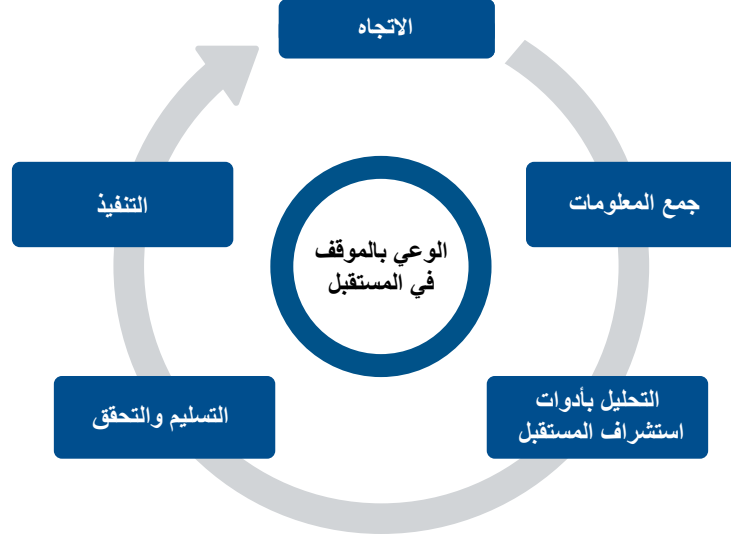 الاتجاه
جمع المعلومات
التحليل بأدوات
استشراف المستقبل
التسليم والتحقق
التنفيذ
الوعي بالموقف
في المستقبل